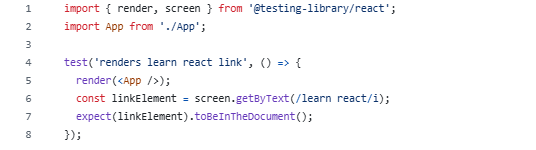 1 import { render, screen } from '@testing-library/react';
2 import App from './App';
3
4 test('renders learn react link', () => {
5   render(<App />);
6   const linkElement = screen.getByText(/learn react/i);
7   expect(linkElement).toBeInTheDocument();
8 });